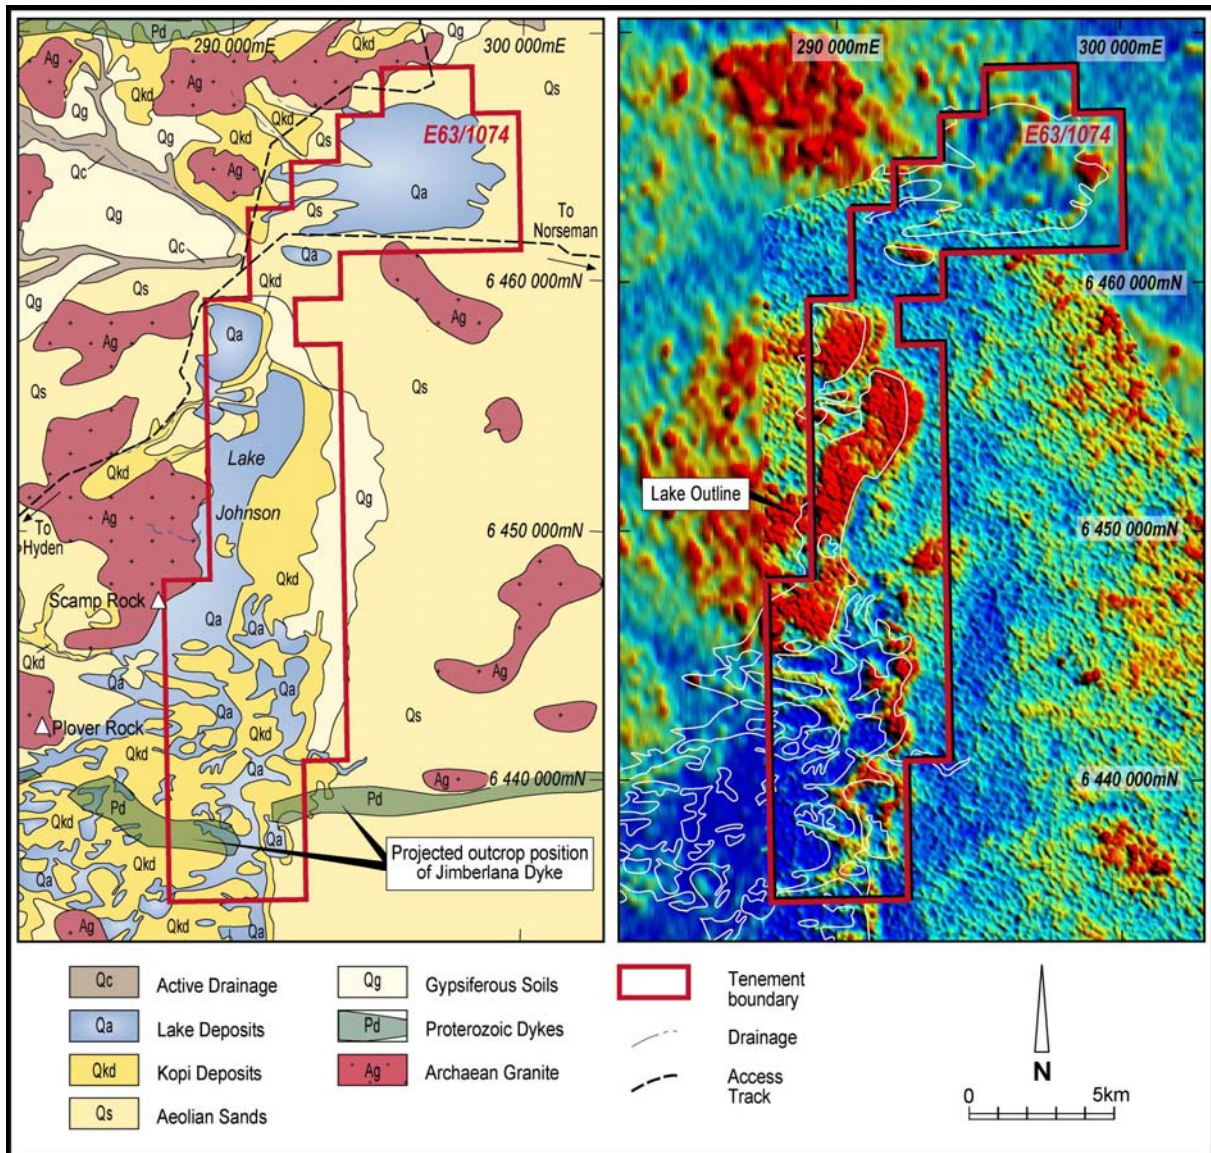 Pd
Qkd
Qg
290 000mE
300 000mE
Ag
Qkd
Ag
Qs
Qg
Qkd
Qkd
Qs
E63/1074
Qg
Qc
Ag
Qa
Qg
Qs
To
Norseman
Qc
Qa
Qkd
Qs
6 460 000mN
Qg
Ag
Qa
Ag
Qs
Lake
Qkd
Qg
Ag
Johnson
6 450 000mN
To
Hyden
Qkd
Scamp Rock
Qa
Qa
Qkd
Ag
Qa
Qa
Qa
Qs
Plover Rock
Qkd
Qkd
Qa
6 440 000mN
Ag
Pd
Pd
Qkd
Qa
Projected outcrop position
of Jimberlana Dyke
Qkd
Qa
Ag
Qkd
Qa
290 000mE
300 000mE
E63/1074
6 460 000mN
Lake Outline
6 450 000mN
6 440 000mN
Qc Active Drainage
Qa Lake Deposits
Qkd Kopi Deposits
Qs Aeolian Sands
Qg Gypsiferous Soils
Pd Proterozoic Dykes
Ag Archaean Granite
Tenement
boundary
Drainage
Access
Track
N
0 5km